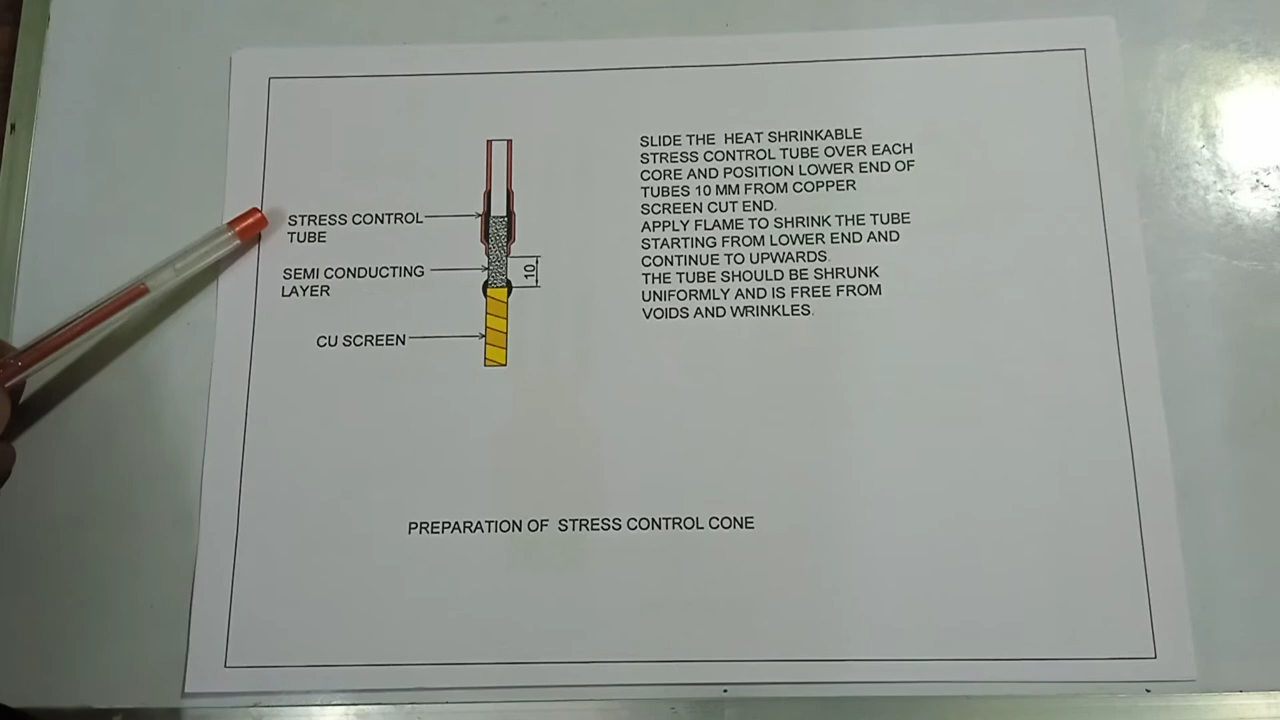 STRESS CONTROL
TUBE
SEMI CONDUCTING
LAYER
CU SCREEN
10
SLIDE THE HEAT SHRINKABLE
STRESS CONTROL TUBE OVER EACH
CORE AND POSITION LOWER END OF
TUBES 10 MM FROM COPPER
SCREEN CUT END.
APPLY FLAME TO SHRINK THE TUBE
STARTING FROM LOWER END AND
CONTINUE TO UPWARDS.
THE TUBE SHOULD BE SHRUNK
UNIFORMLY AND IS FREE FROM
VOIDS AND WRINKLES.
PREPARATION OF STRESS CONTROL CONE